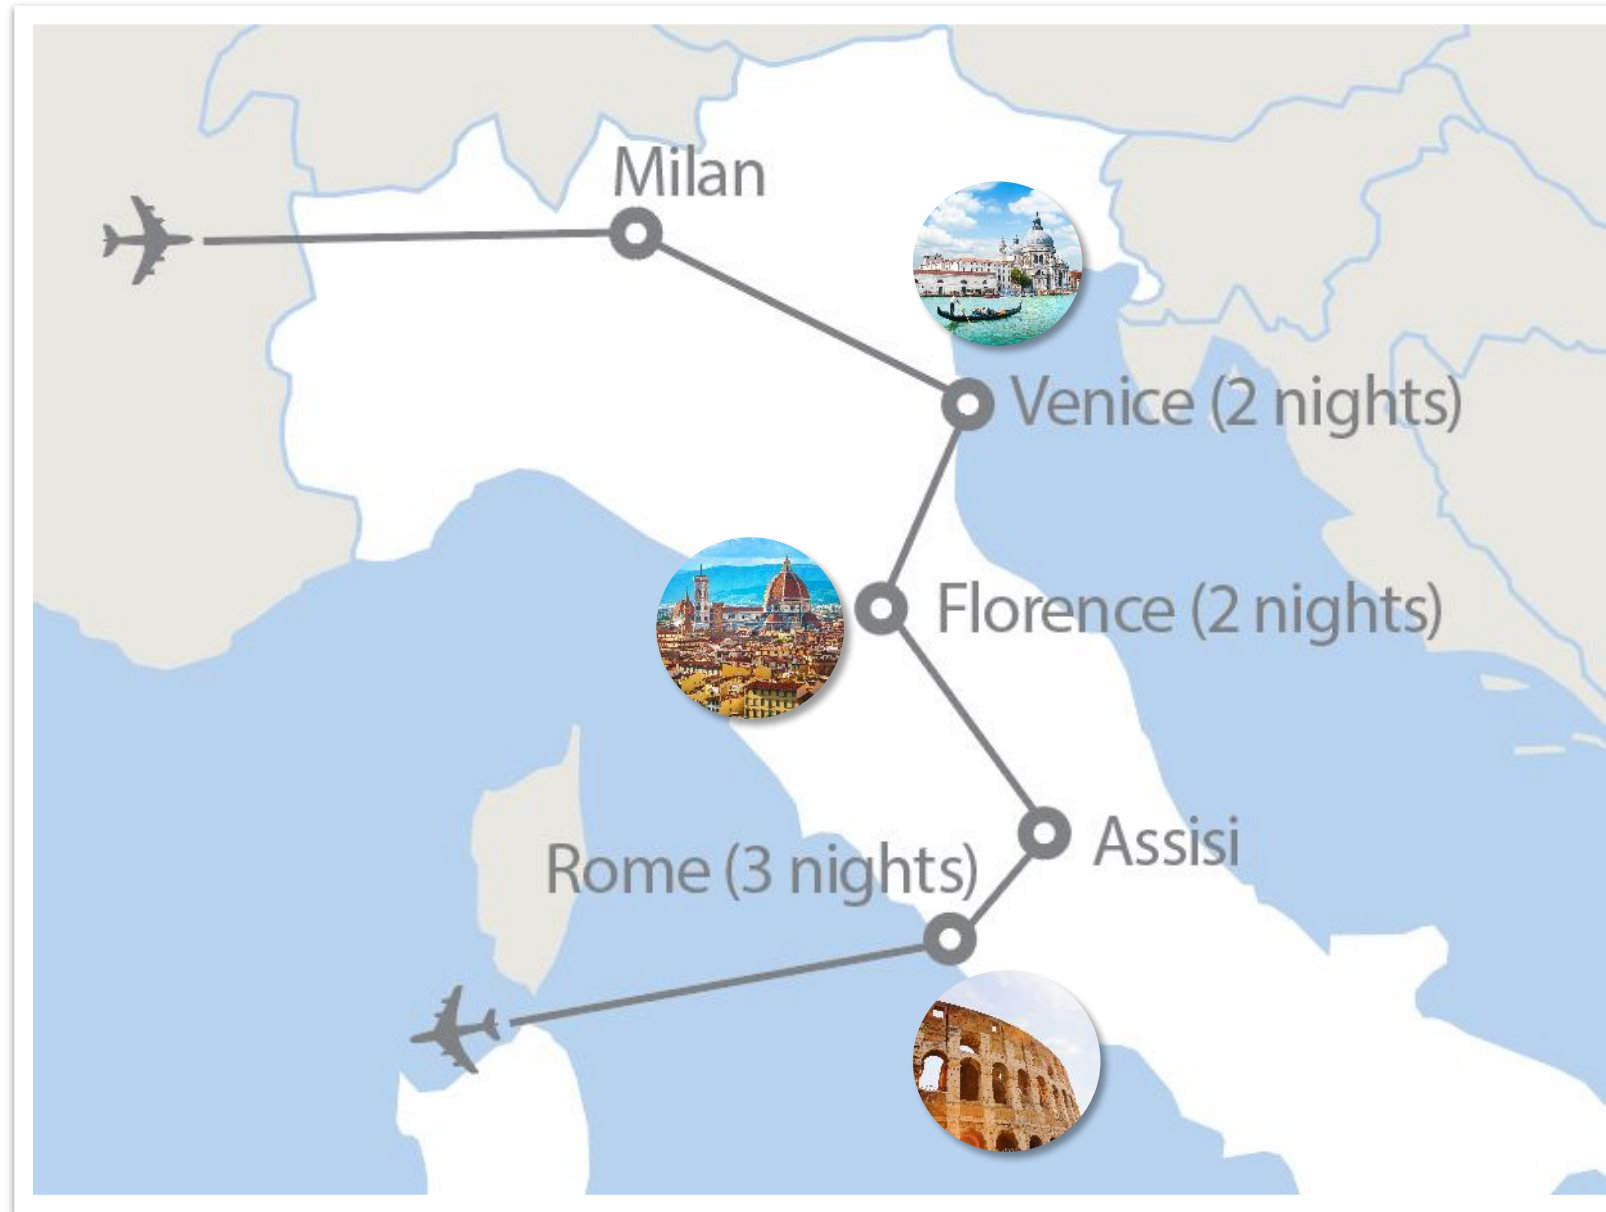 Milan
Venice (2 nights)
Florence (2 nights)
Assisi
Rome (3 nights)